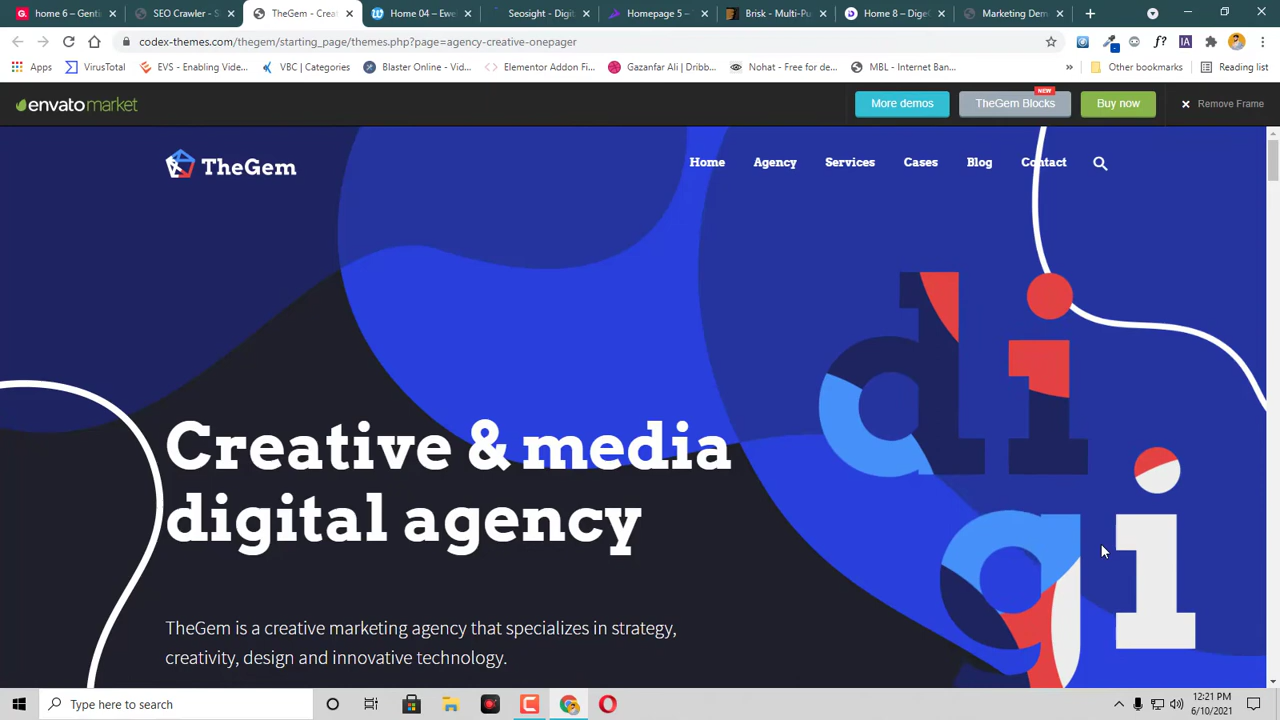 home 6 – Genti
SEO Crawler - S
TheGem - Creat
Home 04 – Ewe
Seosight - Digit
Homepage 5 –
Brisk - Multi-Pu
Home 8 – DigeC
Marketing Dem
codex-themes.com/thegem/starting_page/themes.php?page=agency-creative-onepager
Apps
VirusTotal
EVS - Enabling Vide...
VBC | Categories
Blaster Online - Vid...
Elementor Addon Fi...
Gazanfar Ali | Dribb...
Nohat - Free for de...
MBL - Internet Ban...
»
Other bookmarks
Reading list
envatomarket
More demos
TheGem Blocks
NEW
Buy now
Remove Frame
TheGem
Home
Agency
Services
Cases
Blog
Contact
di
gi
Creative & media
digital agency
TheGem is a creative marketing agency that specializes in strategy,
creativity, design and innovative technology.
Type here to search
12:21 PM
6/10/2021